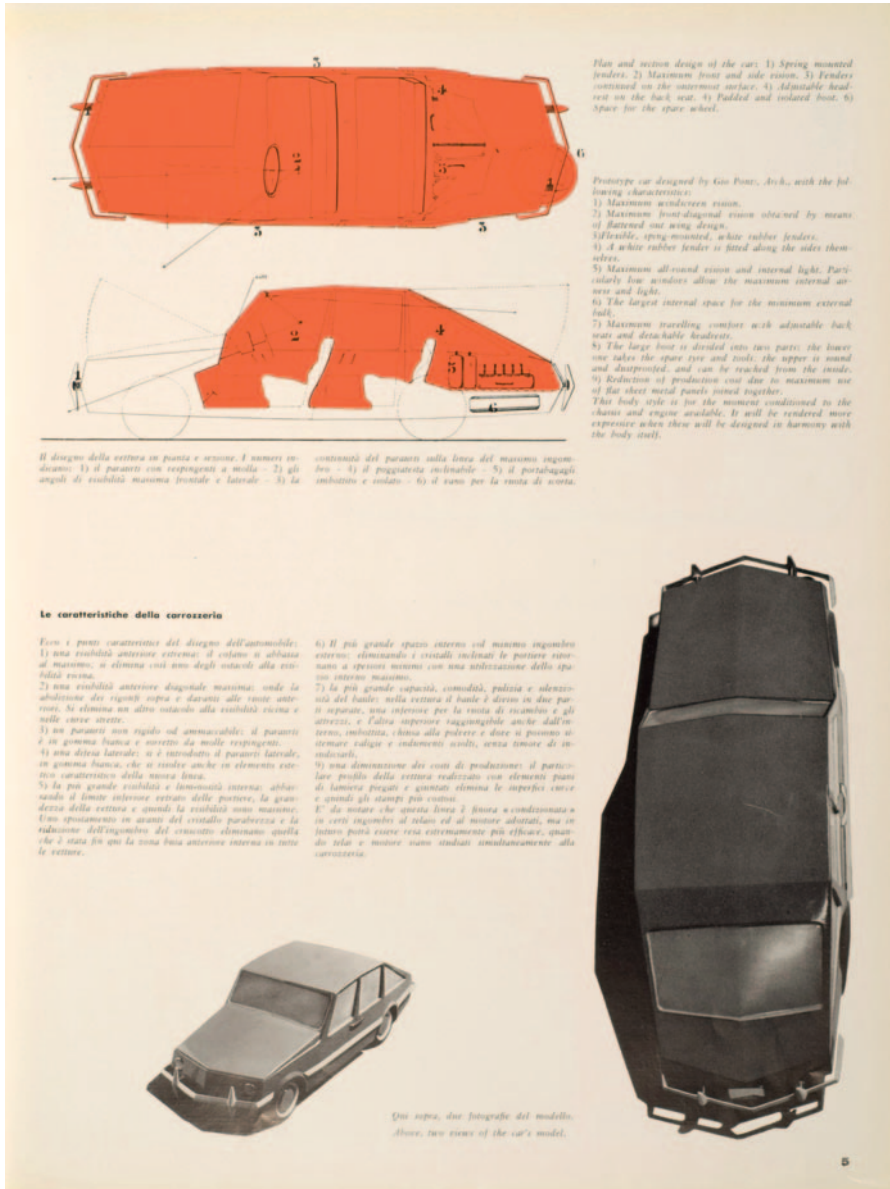 Plan and section design of the car: 1) Spring mounted
fenders. 2) Maximum front and side vision. 3) Fenders
continued on the outermost surface. 4) Adjustable head-
rest on the back seat. 4) Padded and isolated boot. 6)
Space for the spare wheel.
Prototype car designed by Gio Ponti, Arch., with the fol-
lowing characteristics:
1) Maximum windscreen vision.
2) Maximum front-diagonal vision obtained by means
of flattened out wing design.
3)Flexible, spring-mounted, white rubber fenders.
4) A white rubber fender is fitted along the sides them-
selves.
5) Maximum all-round vision and internal light. Parti-
cularly low windows allow the maximum internal air-
ness and light.
6) The largest internal space for the minimum external
bulk.
7) Maximum travelling comfort with adjustable back
seats and detachable headrests.
8) The large boot is divided into two parts: the lower
one takes the spare tyre and tools, the upper is sound
and dustproofed, and can be reached from the inside.
9) Reduction of production cost due to maximum use
of flat sheet metal panels joined together.
This body style is for the moment conditioned to the
chassis and engine available. It will be rendered more
expressive when these will be designed in harmony with
the body itself.
3
4
1
2
5
6
3
3
2
4
1
5
6
Il disegno della vettura in pianta e sezione. I numeri in-
dicano: 1) il paraurti con respingenti a molla - 2) gli
angoli di visibilità massima frontale e laterale - 3) la
continuità del paraurti sulla linea del massimo ingom-
bro - 4) il poggiatesta inclinabile - 5) il portabagagli
imbottito e isolato - 6) il vano per la ruota di scorta.
Le caratteristiche della carrozzeria
Ecco i punti caratteristici del disegno dell'automobile:
1) una visibilità anteriore estrema: il cofano si abbassa
al massimo, si elimina così uno degli ostacoli alla visi-
bilità vicina.
2) una visibilità anteriore diagonale massima: onde la
abolizione dei rigonfi sopra e davanti alle ruote ante-
riori. Si elimina un altro ostacolo alla visibilità vicina e
nelle curve strette.
3) un paraurti non rigido od ammaccabile: il paraurti
è in gomma bianca e sorretto da molle respingenti.
4) una difesa laterale: si è introdotto il paraurti laterale,
in gomma bianca, che si risolve anche in elemento este-
tico caratteristico della nuova linea.
5) la più grande visibilità e luminosità interna: abbas-
sando il limite inferiore vetrato delle portiere, la gran-
dezza della vettura e quindi la visibilità sono massime.
Uno spostamento in avanti del cristallo parabrezza e la
riduzione dell'ingombro del cruscotto eliminano quella
che è stata fin qui la zona buia anteriore interna in tutte
le vetture.
6) Il più grande spazio interno col minimo ingombro
esterno: eliminando i cristalli inclinati le portiere ritor-
nano a spessori minimi con una utilizzazione dello spa-
zio interno massimo.
7) la più grande capacità, comodità, pulizia e silenzio-
sità del baule: nella vettura il baule è diviso in due par-
ti separate, una inferiore per la ruota di ricambio e gli
attrezzi, e l'altra superiore raggiungibile anche dall'in-
terno, imbottita, chiusa alla polvere e dove si possono si-
stemare valigie e indumenti sciolti, senza timore di in-
sudiciarli.
9) una diminuzione dei costi di produzione: il partico-
lare profilo della vettura realizzato con elementi piani
di lamiera piegati e giuntati elimina le superfici curve
e quindi gli stampi più costosi.
E' da notare che questa linea è finora « condizionata »
in certi ingombri al telaio ed al motore adottati, ma in
futuro potrà essere resa estremamente più efficace, quan-
do telai e motore siano studiati simultaneamente alla
carrozzeria.
Qui sopra, due fotografie del modello.
Above, two views of the car's model.
5